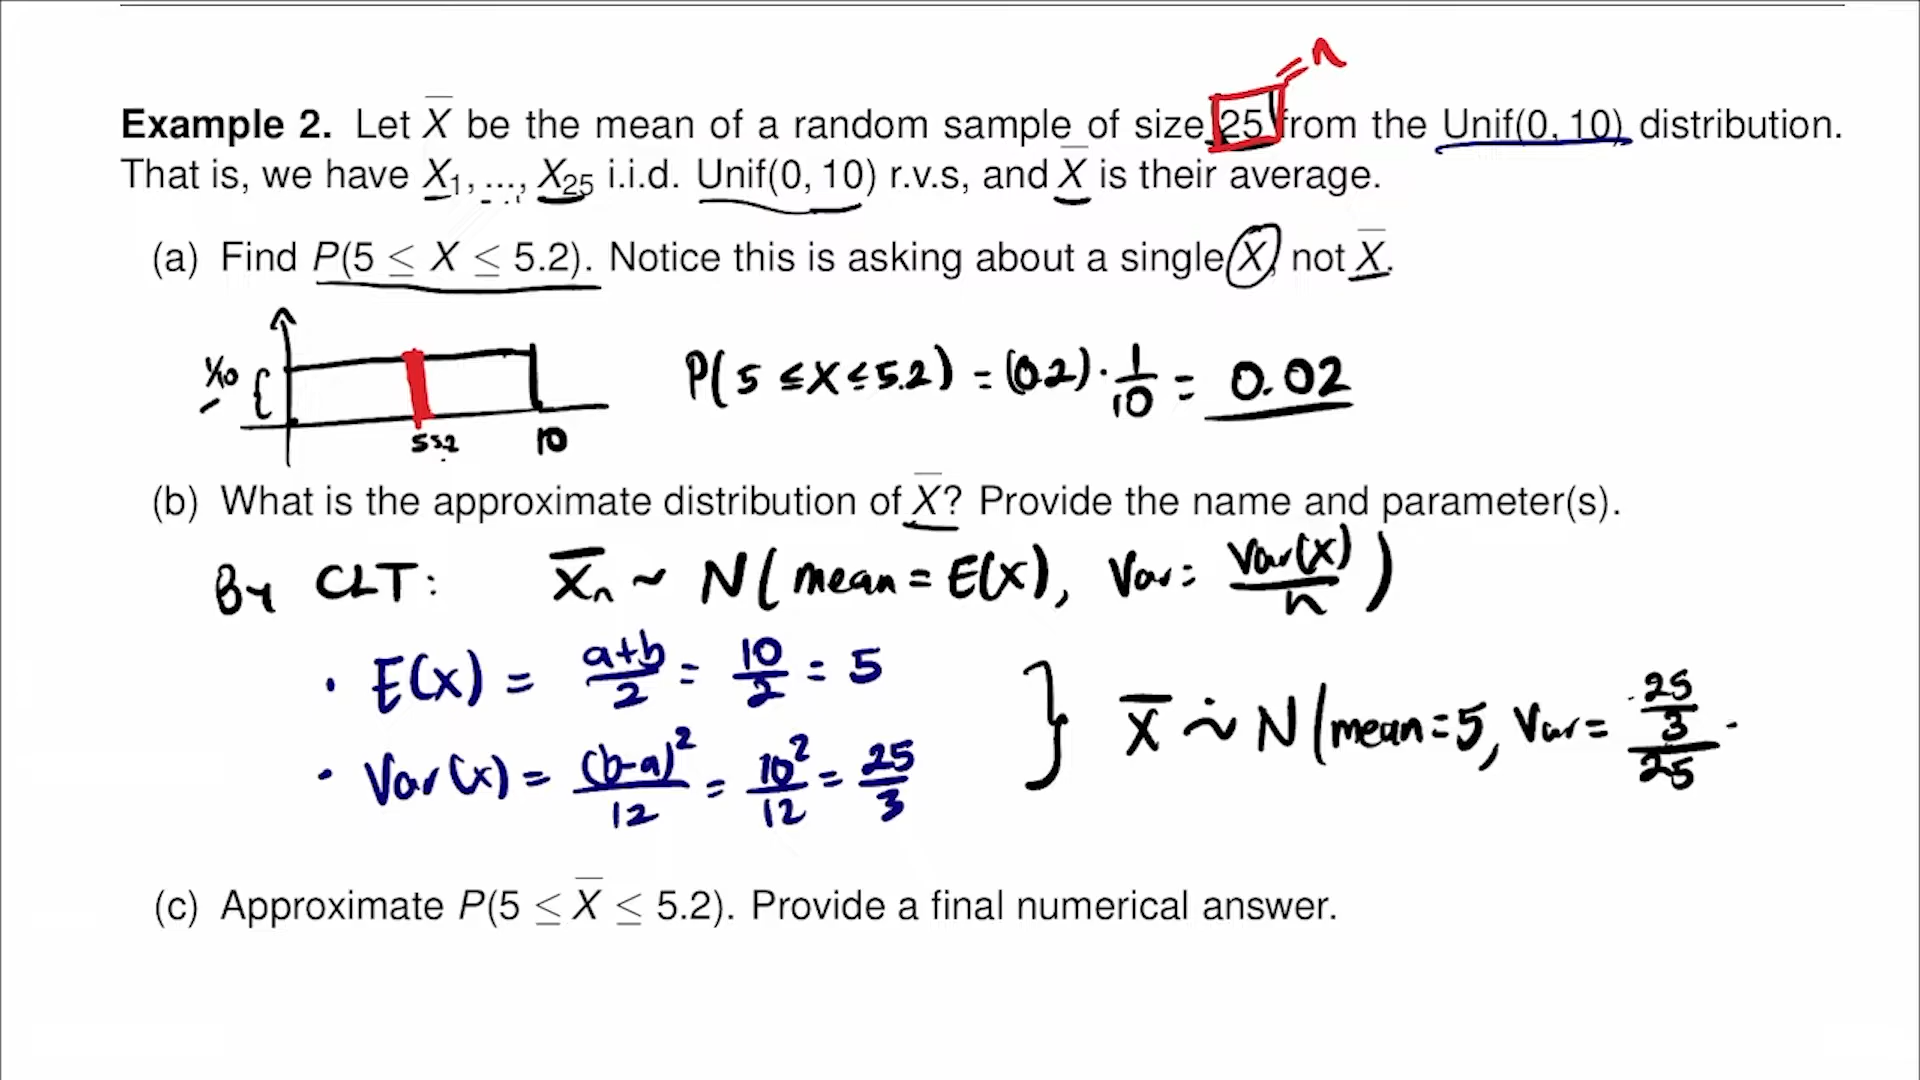 = n
Example 2. Let X̅ be the mean of a random sample of size 25 from the Unif(0, 10) distribution.
That is, we have X₁, ..., X₂₅ i.i.d. Unif(0, 10) r.v.s, and X̅ is their average.
(a) Find P(5 ≤ X ≤ 5.2). Notice this is asking about a single X, not X̅.
1/10 {
5 5.2 10
P(5 ≤ X ≤ 5.2) = (0.2) · 1/10 = 0.02
(b) What is the approximate distribution of X̅? Provide the name and parameter(s).
By CLT: X̅ₙ ~ N(mean = E(X), Var = Var(X)/n)
· E(X) = a+b/2 = 10/2 = 5
· Var(X) = (b-a)²/12 = 10²/12 = 25/3
} X̅ ∼̇ N(mean = 5, Var = 25/3/25
(c) Approximate P(5 ≤ X̅ ≤ 5.2). Provide a final numerical answer.